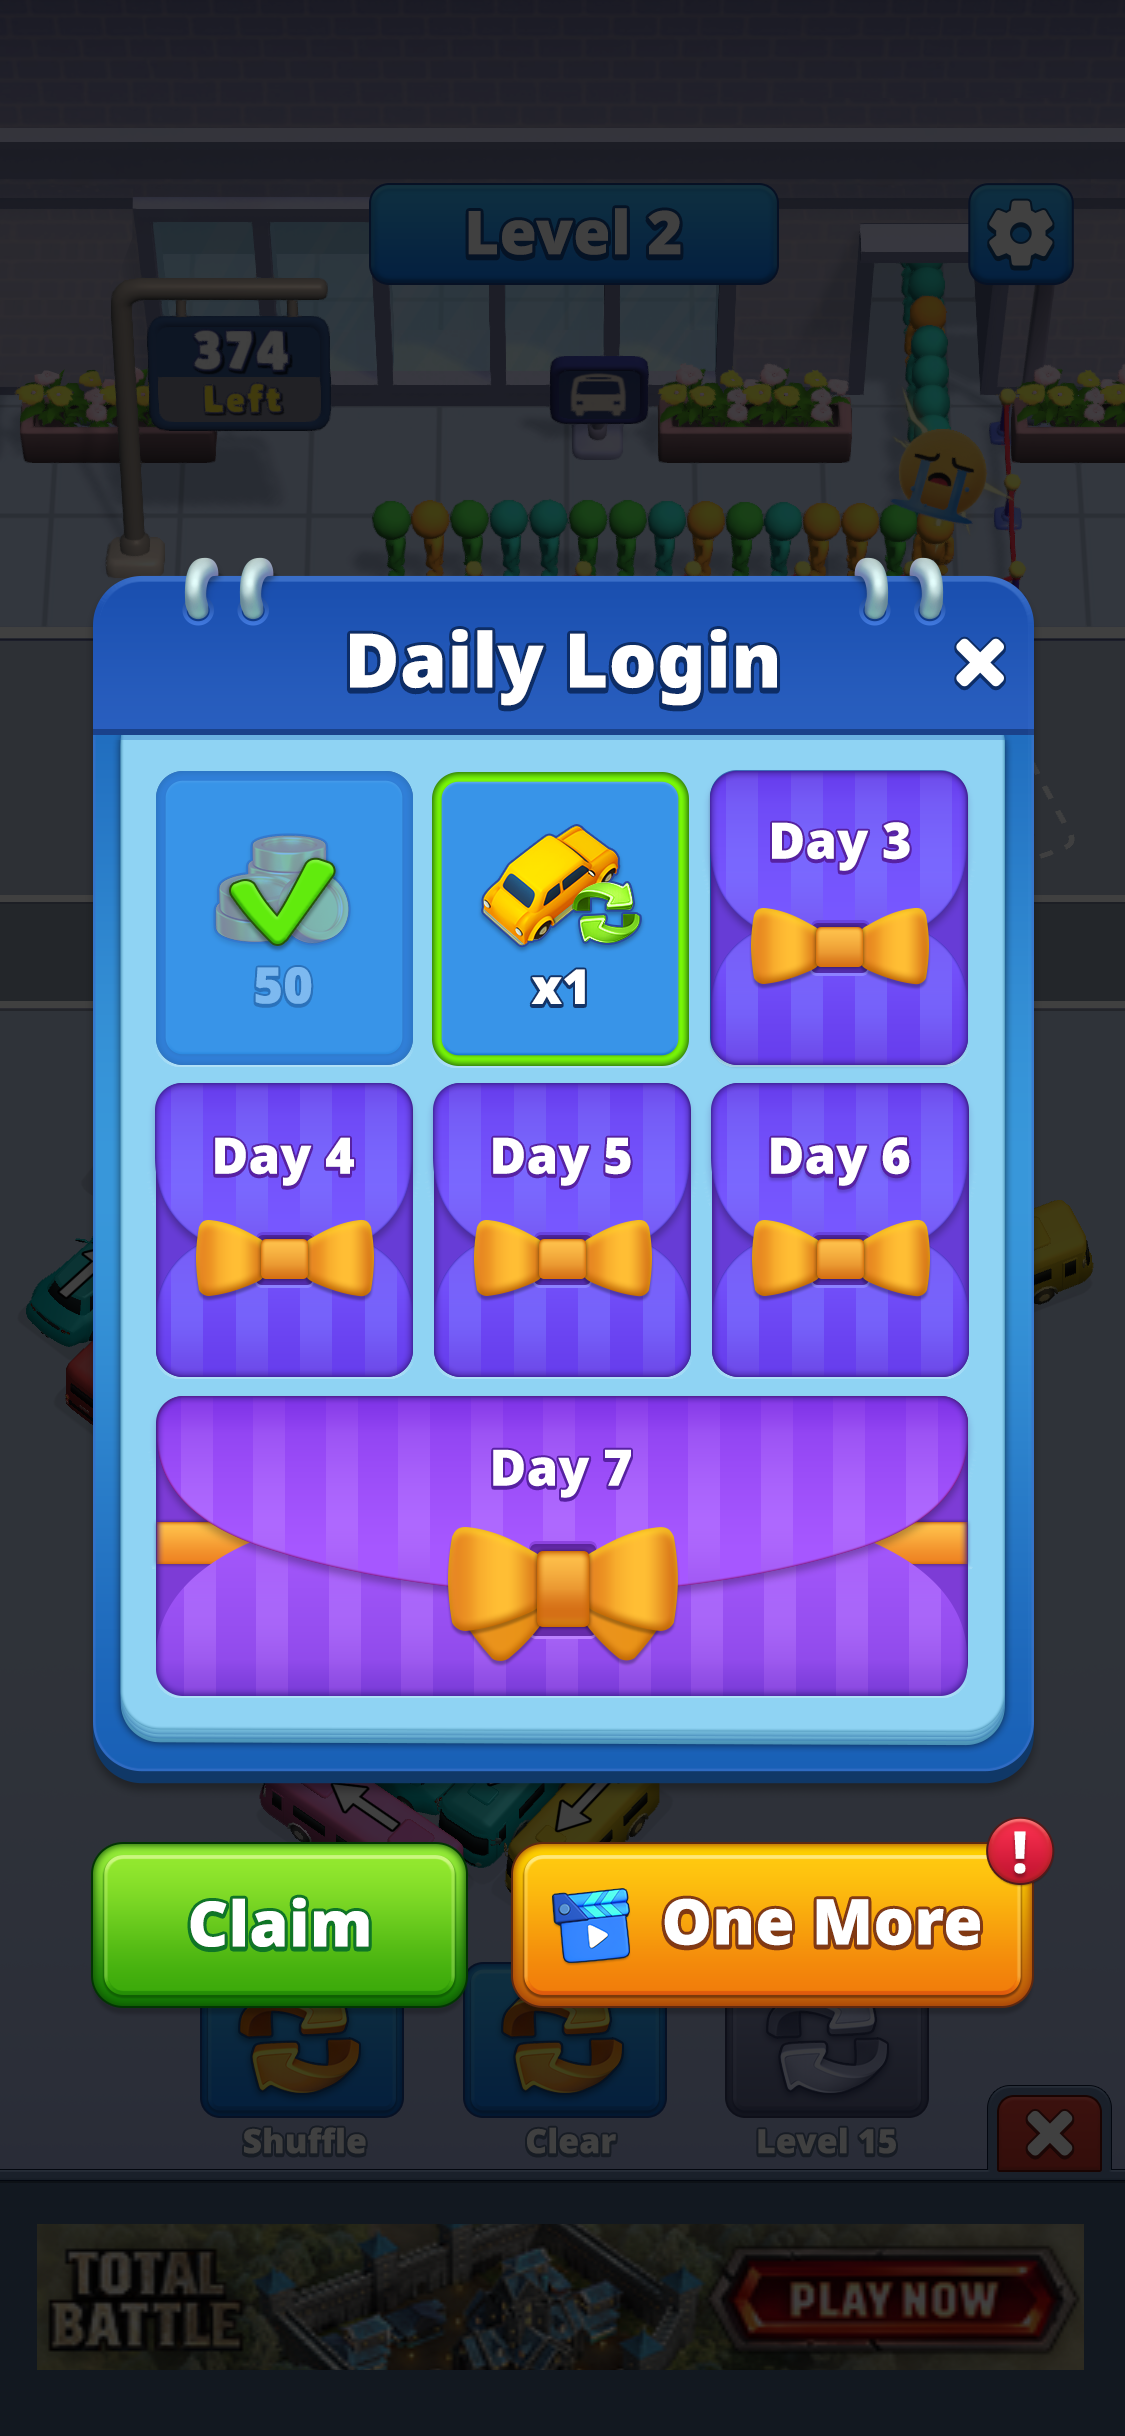 Level 2
374
Left
Daily Login
50
x1
Day 3
Day 4
Day 5
Day 6
Day 7
Claim
One More
!
Shuffle
Clear
Level 15
TOTAL
BATTLE
PLAY NOW